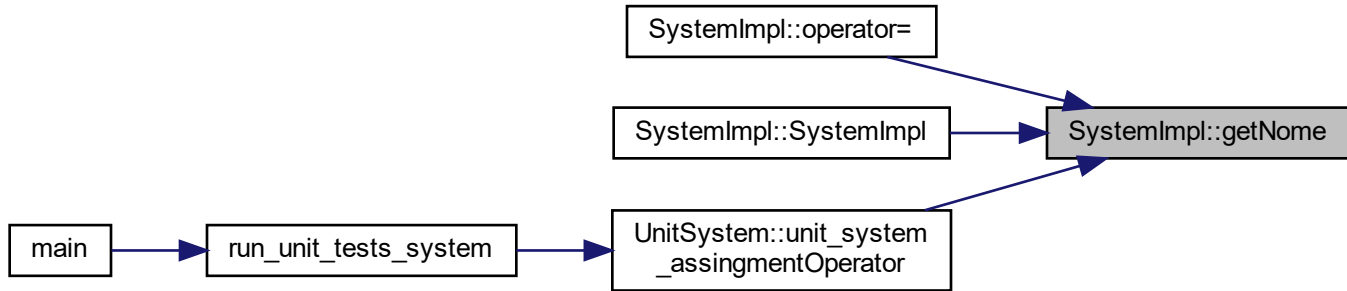 SystemImpl::operator=
SystemImpl::SystemImpl
SystemImpl::getNome
main
run_unit_tests_system
UnitSystem::unit_system
_assingmentOperator